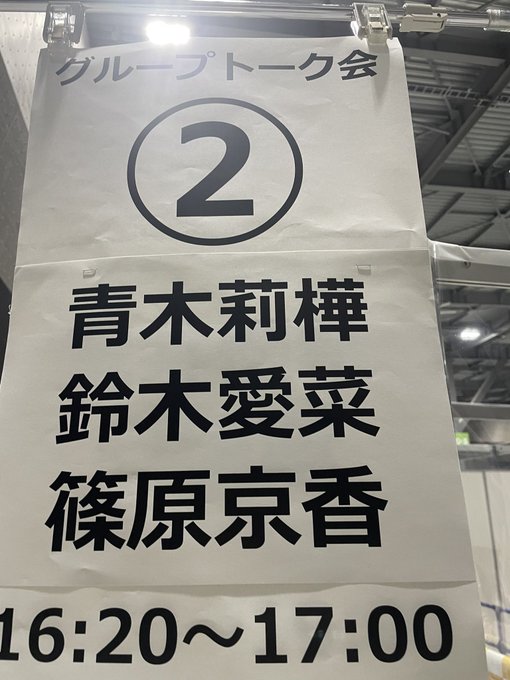 グループトーク会
②
青木莉樺
鈴木愛菜
篠原京香
16:20～17:00